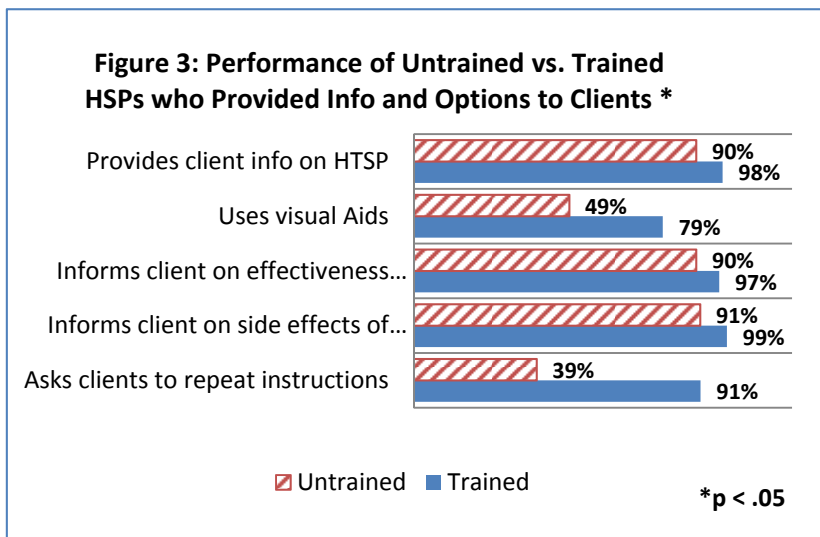 Figure 3: Performance of Untrained vs. Trained
HSPs who Provided Info and Options to Clients *
Provides client info on HTSP
90%
98%
Uses visual Aids
49%
79%
Informs client on effectiveness...
90%
97%
Informs client on side effects of...
91%
99%
Asks clients to repeat instructions
39%
91%
Untrained Trained
*p < .05